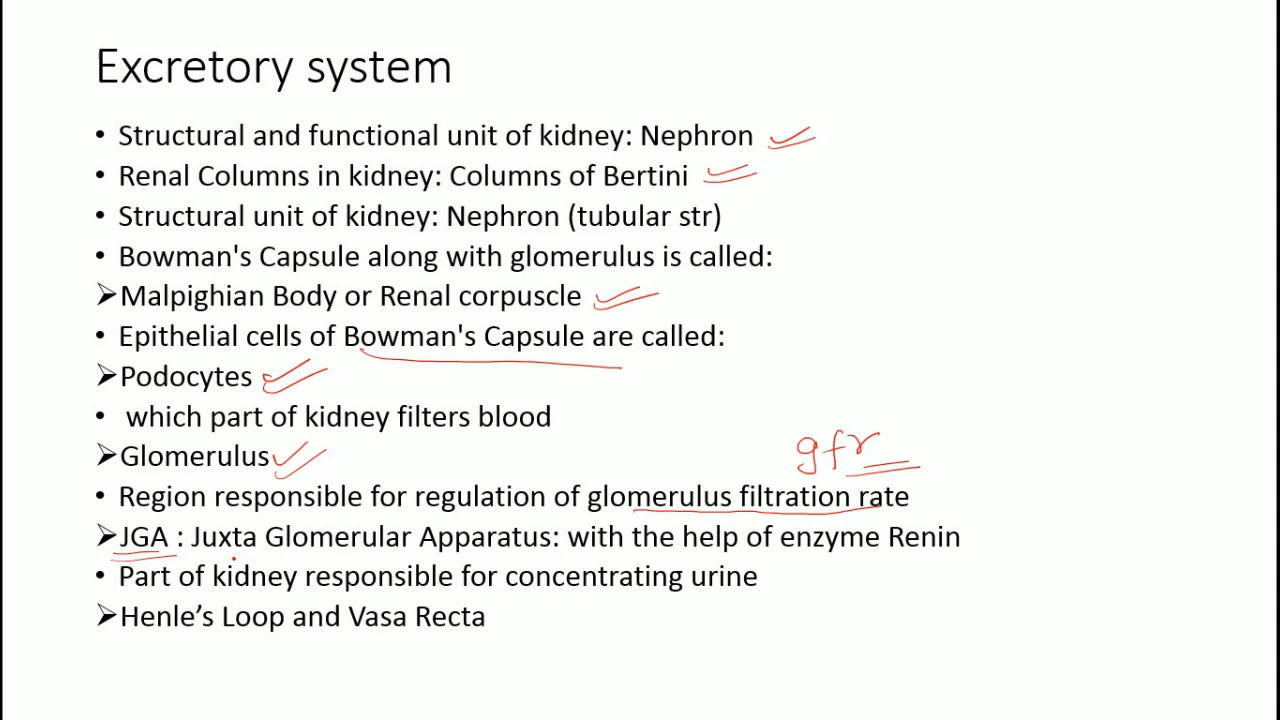 Excretory system
• Structural and functional unit of kidney: Nephron
• Renal Columns in kidney: Columns of Bertini
• Structural unit of kidney: Nephron (tubular str)
• Bowman's Capsule along with glomerulus is called:
➢Malpighian Body or Renal corpuscle
• Epithelial cells of Bowman's Capsule are called:
➢Podocytes
• which part of kidney filters blood
➢Glomerulus
gfr
• Region responsible for regulation of glomerulus filtration rate
➢JGA : Juxta Glomerular Apparatus: with the help of enzyme Renin
• Part of kidney responsible for concentrating urine
➢Henle’s Loop and Vasa Recta